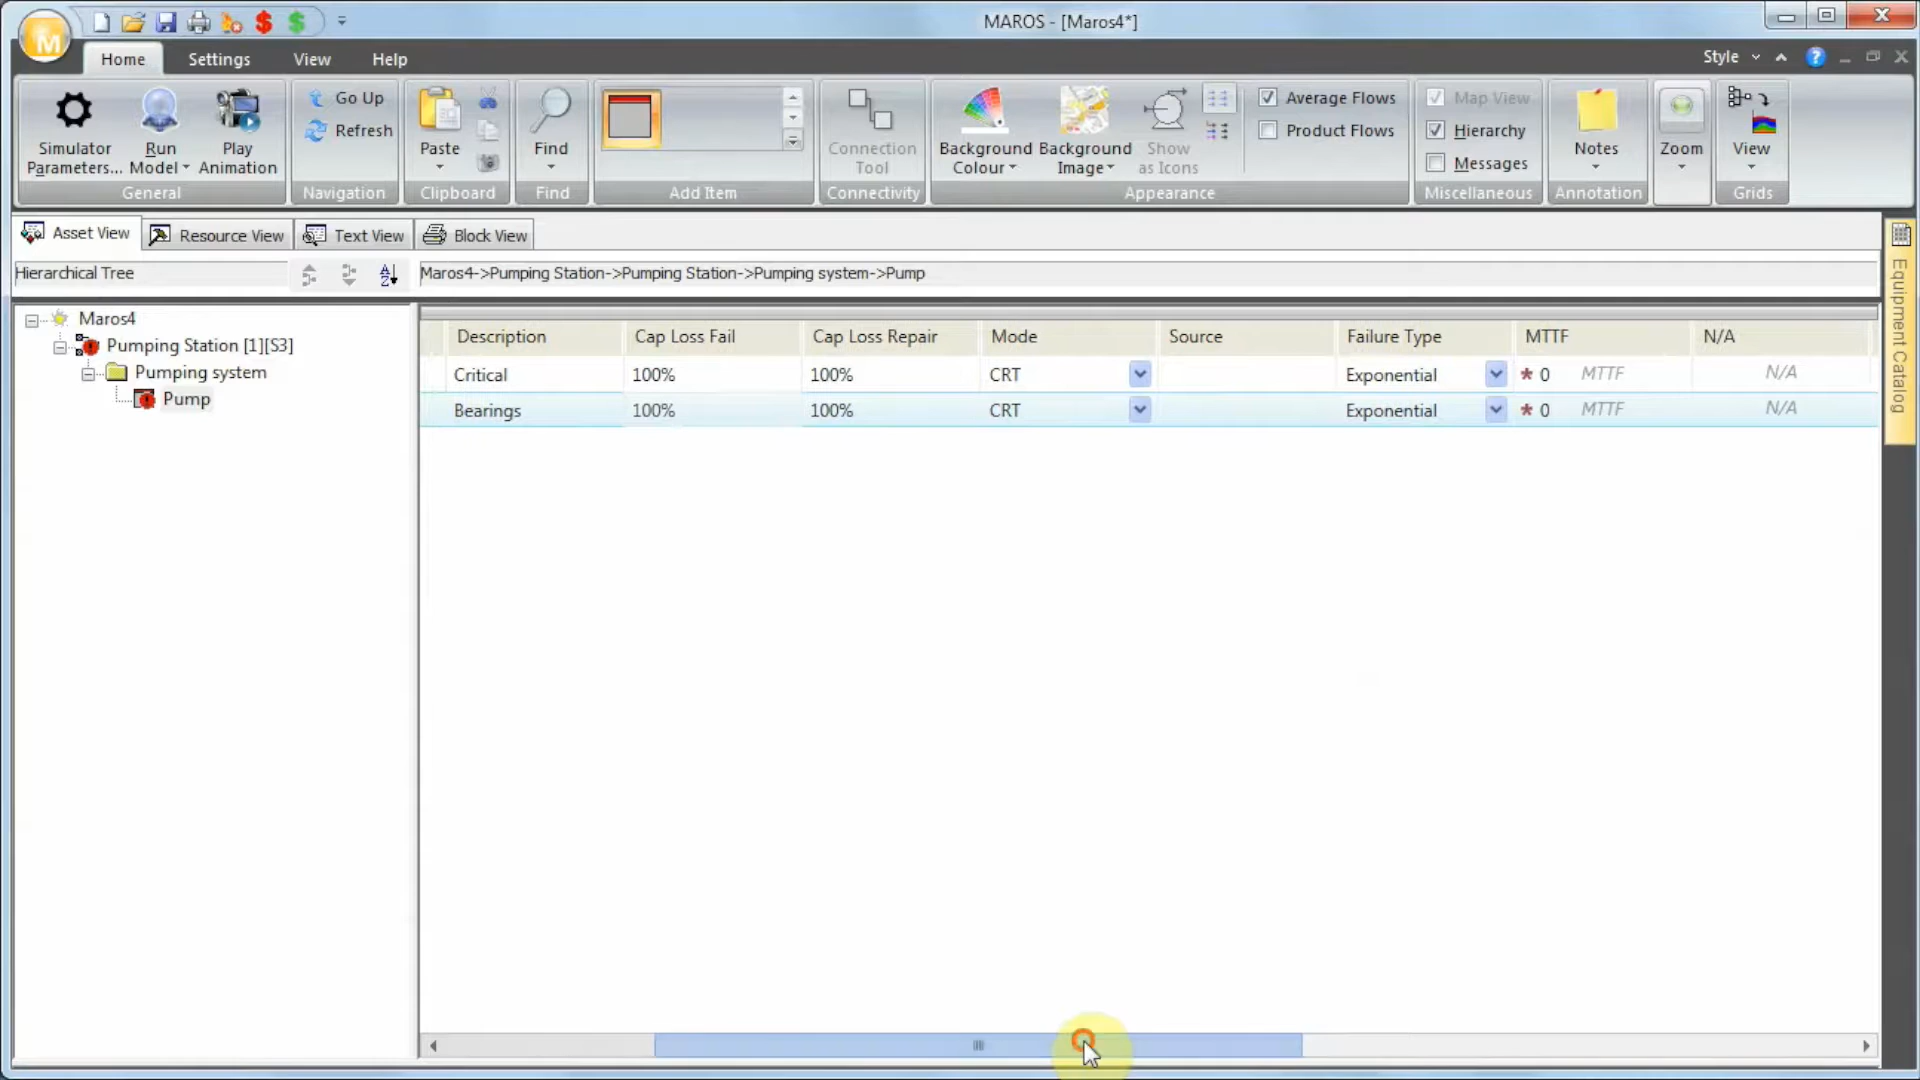 MAROS - [Maros4*]
M
Home
Settings
View
Help
Style
Simulator Parameters...
Run Model
Play Animation
General
Go Up
Refresh
Navigation
Paste
Clipboard
Find
Find
Add Item
Connection Tool
Connectivity
Background Colour
Background Image
Show as Icons
Average Flows
Product Flows
Appearance
Map View
Hierarchy
Messages
Miscellaneous
Notes
Annotation
Zoom
View
Grids
Asset View
Resource View
Text View
Block View
Hierarchical Tree
Maros4->Pumping Station->Pumping Station->Pumping system->Pump
Maros4
Pumping Station [1][S3]
Pumping system
Pump
Description Cap Loss Fail Cap Loss Repair Mode Source Failure Type MTTF N/A
Critical 100% 100% CRT Exponential * 0 MTTF N/A
Bearings 100% 100% CRT Exponential * 0 MTTF N/A
Equipment Catalog